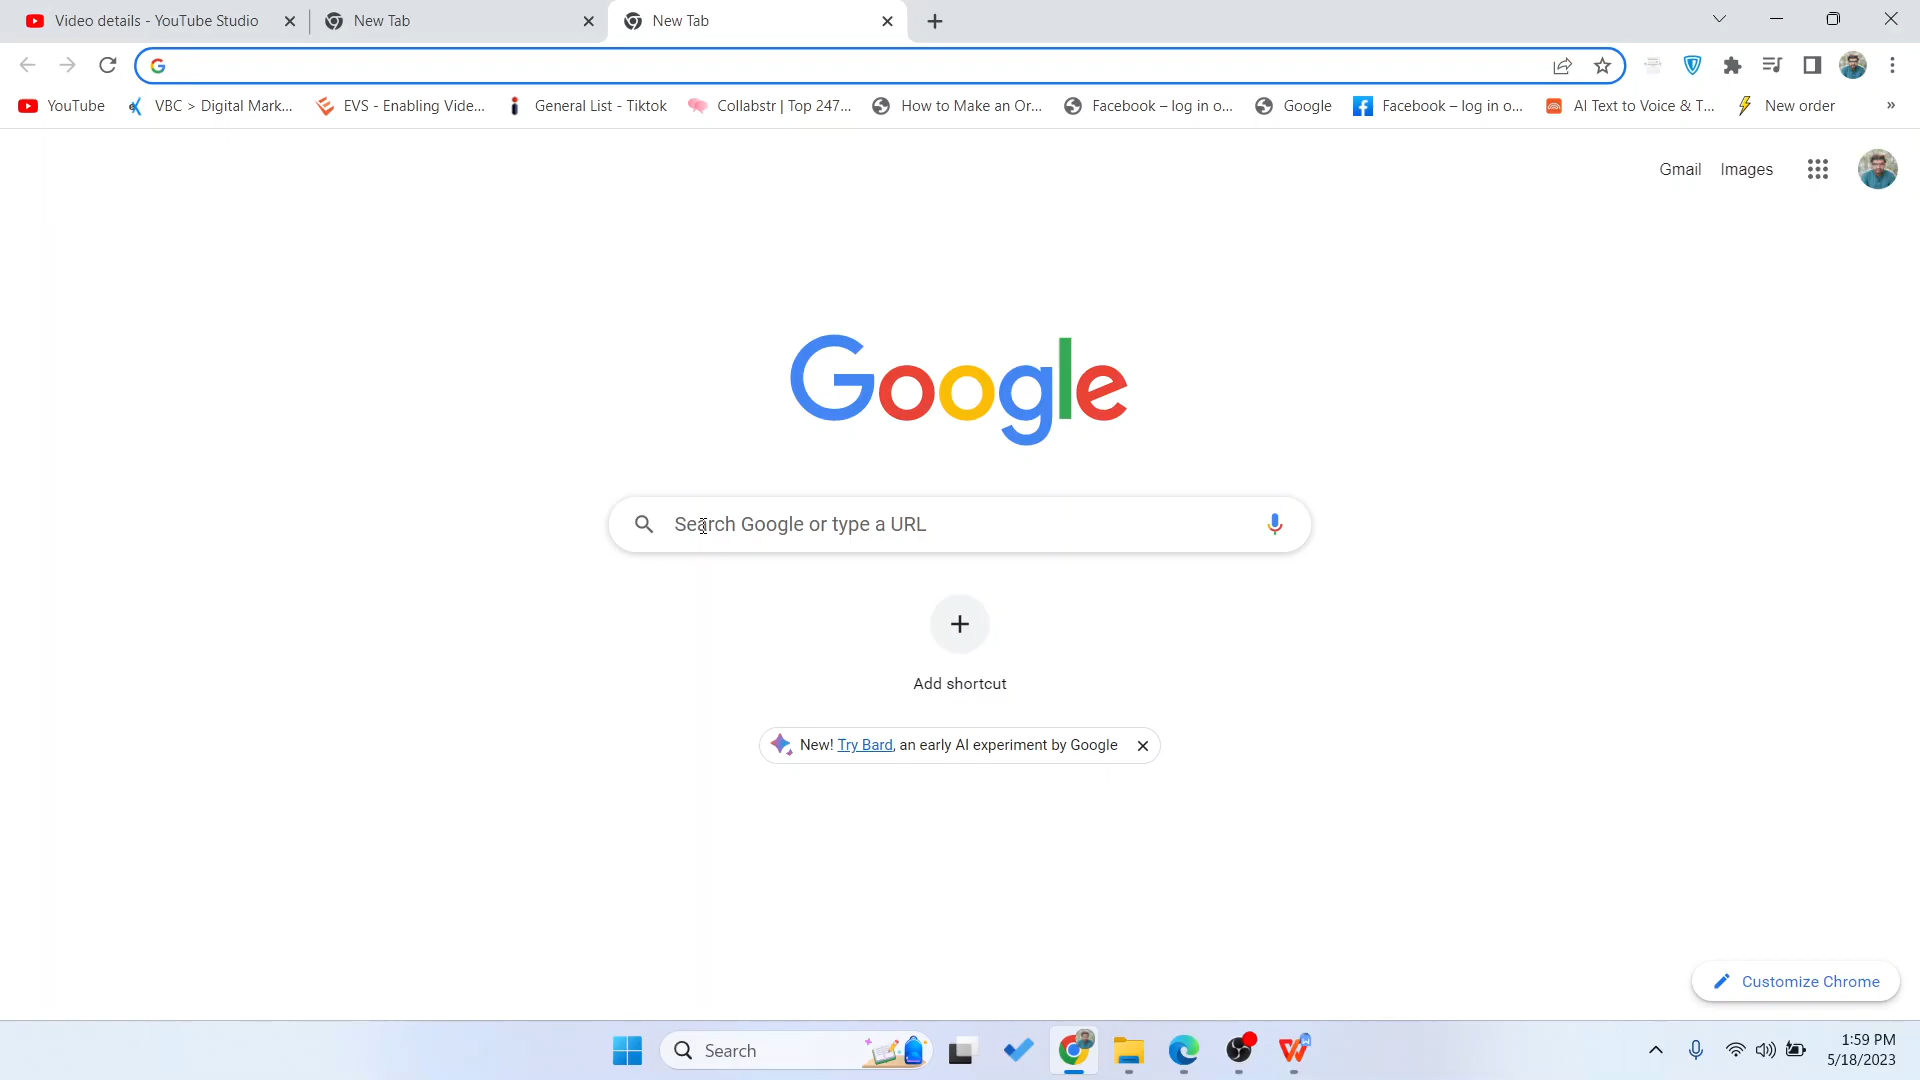 Video details - YouTube Studio
New Tab
New Tab
YouTube
VBC > Digital Mark...
EVS - Enabling Vide...
General List - Tiktok
Collabstr | Top 247...
How to Make an Or...
Facebook – log in o...
Google
Facebook – log in o...
AI Text to Voice & T...
New order
»
Gmail
Images
Google
Search Google or type a URL
Add shortcut
New! Try Bard, an early AI experiment by Google
Customize Chrome
Search
1:59 PM
5/18/2023